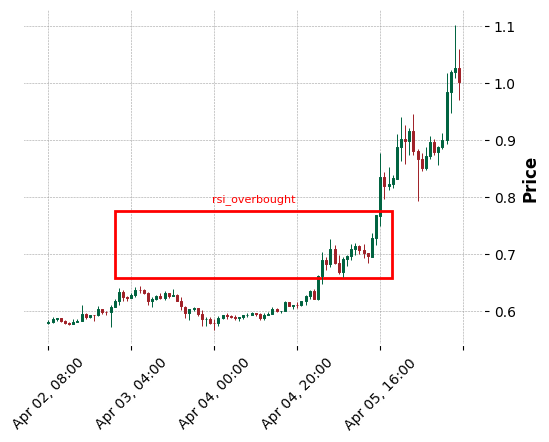 1.1
1.0
0.9
rsi_overbought
0.8
0.7
0.6
Price
Apr 02, 08:00
Apr 03, 04:00
Apr 04, 00:00
Apr 04, 20:00
Apr 05, 16:00